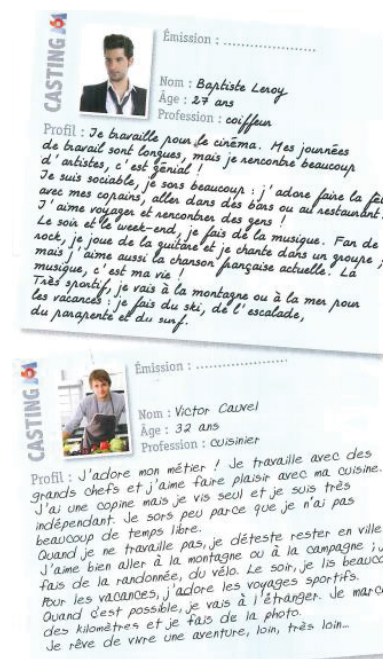 CASTING M6
Émission : ........................
Nom : Baptiste Leroy
Âge : 27 ans
Profession : coiffeur
Profil : Je travaille pour le cinéma. Mes journées
de travail sont longues, mais je rencontre beaucoup
d'artistes, c'est génial !
Je suis sociable, je sors beaucoup : j'adore faire la fê
avec mes copains, aller dans des bars ou au restaurant.
J'aime voyager et rencontrer des gens !
Le soir et le week-end, je fais de la musique. Fan de
rock, je joue de la guitare et je chante dans un groupe ;
mais j'aime aussi la chanson française actuelle. La
musique, c'est ma vie !
Très sportif, je vais à la montagne ou à la mer pour
les vacances : je fais du ski, de l'escalade,
du parapente et du surf.
CASTING M6
Émission : ........................
Nom : Victor Cauvel
Âge : 32 ans
Profession : cuisinier
Profil : J'adore mon métier ! Je travaille avec des
grands chefs et j'aime faire plaisir avec ma cuisine.
J'ai une copine mais je vis seul et je suis très
indépendant. Je sors peu parce que je n'ai pas
beaucoup de temps libre.
Quand je ne travaille pas, je déteste rester en ville
J'aime bien aller à la montagne ou à la campagne ; j
fais de la randonnée, du vélo. Le soir, je lis beauco
Pour les vacances, j'adore les voyages sportifs.
Quand c'est possible, je vais à l'étranger. Je marc
des kilomètres et je fais de la photo.
Je rêve de vivre une aventure, loin, très loin...